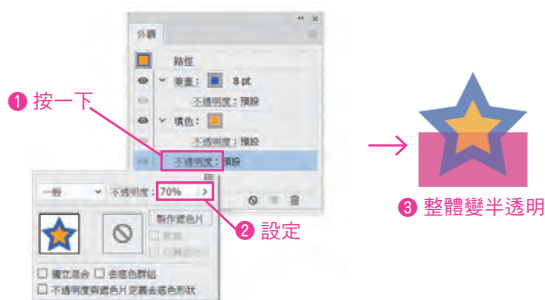 外觀
路徑
筆畫： 8 pt
不透明度：預設
填色：
不透明度：預設
❶ 按一下
不透明度：預設
一般 不透明度： 70%
製作遮色片
❷ 設定
獨立混合 去底色群組
不透明度與遮色片定義去底色形狀
❸ 整體變半透明